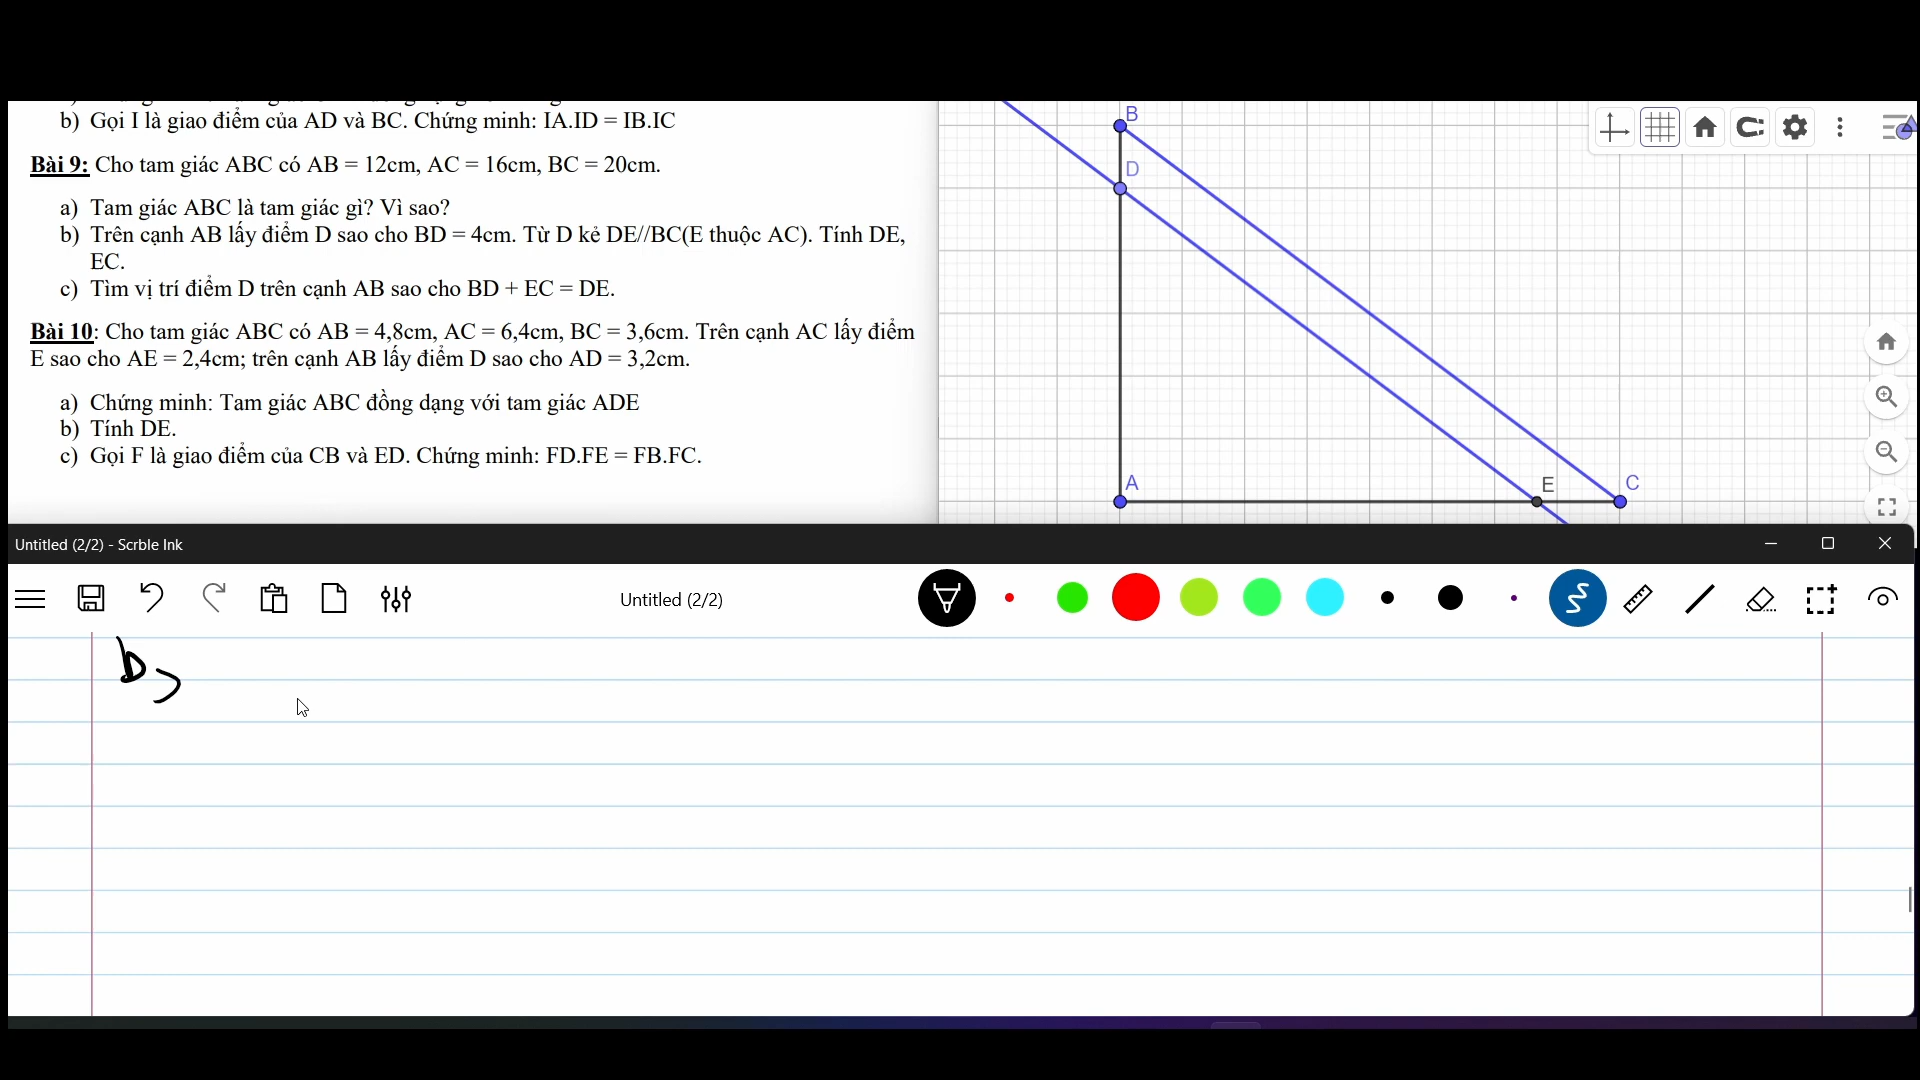 b) Gọi I là giao điểm của AD và BC. Chứng minh: IA.ID = IB.IC
Bài 9: Cho tam giác ABC có AB = 12cm, AC = 16cm, BC = 20cm.
a) Tam giác ABC là tam giác gì? Vì sao?
b) Trên cạnh AB lấy điểm D sao cho BD = 4cm. Từ D kẻ DE//BC(E thuộc AC). Tính DE,
EC.
c) Tìm vị trí điểm D trên cạnh AB sao cho BD + EC = DE.
Bài 10: Cho tam giác ABC có AB = 4,8cm, AC = 6,4cm, BC = 3,6cm. Trên cạnh AC lấy điểm
E sao cho AE = 2,4cm; trên cạnh AB lấy điểm D sao cho AD = 3,2cm.
a) Chứng minh: Tam giác ABC đồng dạng với tam giác ADE
b) Tính DE.
c) Gọi F là giao điểm của CB và ED. Chứng minh: FD.FE = FB.FC.
B
D
A
E
C
Untitled (2/2) - Scrble Ink
Untitled (2/2)
b)